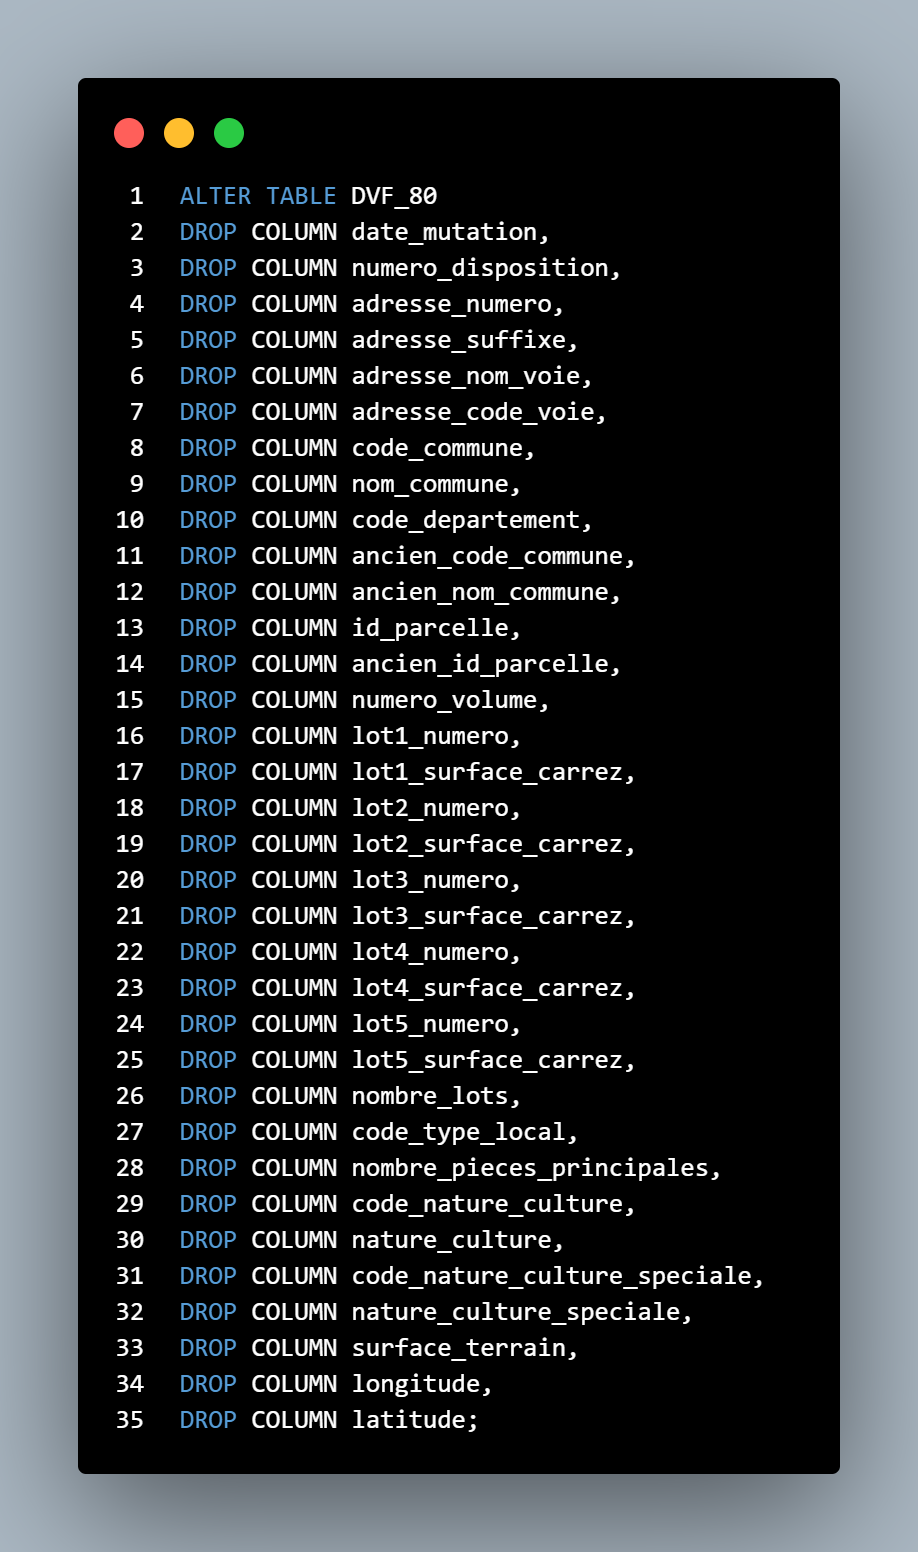 1 ALTER TABLE DVF_80
2 DROP COLUMN date_mutation,
3 DROP COLUMN numero_disposition,
4 DROP COLUMN adresse_numero,
5 DROP COLUMN adresse_suffixe,
6 DROP COLUMN adresse_nom_voie,
7 DROP COLUMN adresse_code_voie,
8 DROP COLUMN code_commune,
9 DROP COLUMN nom_commune,
10 DROP COLUMN code_departement,
11 DROP COLUMN ancien_code_commune,
12 DROP COLUMN ancien_nom_commune,
13 DROP COLUMN id_parcelle,
14 DROP COLUMN ancien_id_parcelle,
15 DROP COLUMN numero_volume,
16 DROP COLUMN lot1_numero,
17 DROP COLUMN lot1_surface_carrez,
18 DROP COLUMN lot2_numero,
19 DROP COLUMN lot2_surface_carrez,
20 DROP COLUMN lot3_numero,
21 DROP COLUMN lot3_surface_carrez,
22 DROP COLUMN lot4_numero,
23 DROP COLUMN lot4_surface_carrez,
24 DROP COLUMN lot5_numero,
25 DROP COLUMN lot5_surface_carrez,
26 DROP COLUMN nombre_lots,
27 DROP COLUMN code_type_local,
28 DROP COLUMN nombre_pieces_principales,
29 DROP COLUMN code_nature_culture,
30 DROP COLUMN nature_culture,
31 DROP COLUMN code_nature_culture_speciale,
32 DROP COLUMN nature_culture_speciale,
33 DROP COLUMN surface_terrain,
34 DROP COLUMN longitude,
35 DROP COLUMN latitude;